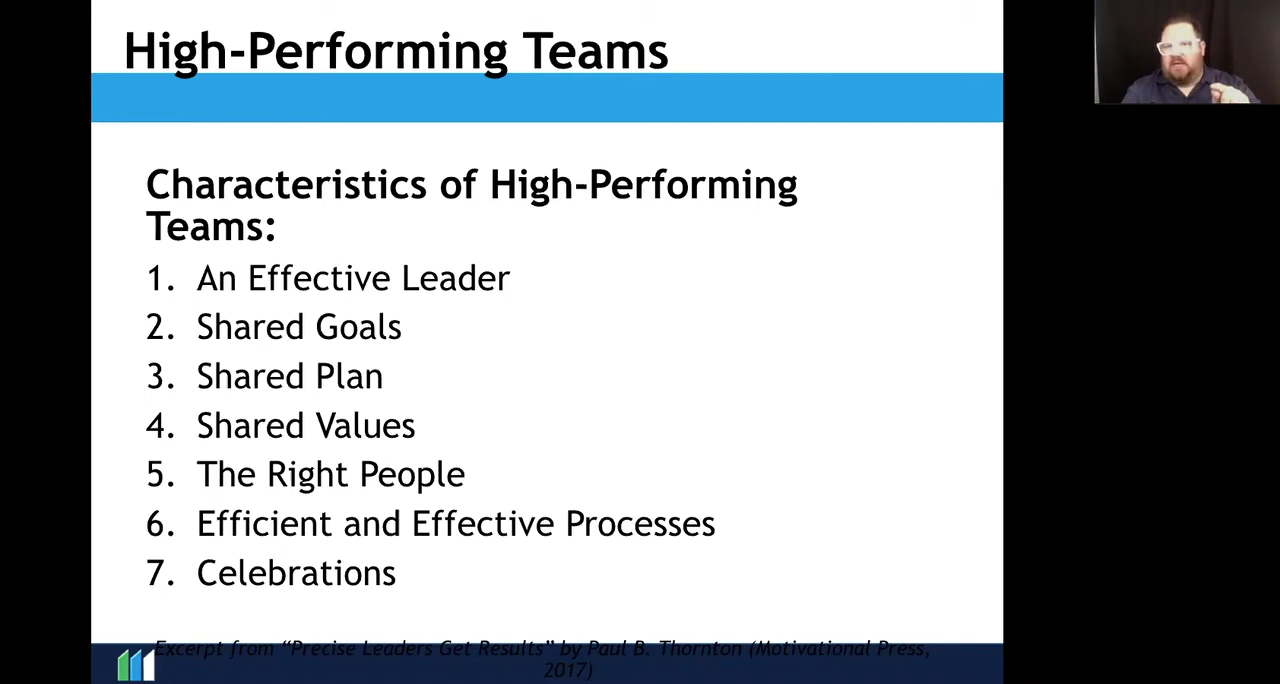 High-Performing Teams
Characteristics of High-Performing
Teams:
1. An Effective Leader
2. Shared Goals
3. Shared Plan
4. Shared Values
5. The Right People
6. Efficient and Effective Processes
7. Celebrations
Excerpt from “Precise Leaders Get Results” by Paul B. Thornton (Motivational Press,
2017)